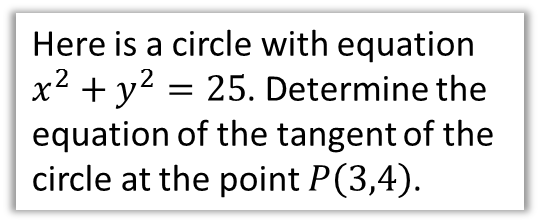 Here is a circle with equation
x² + y² = 25. Determine the
equation of the tangent of the
circle at the point P(3,4).